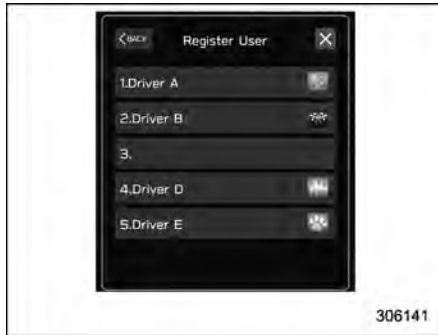 BACK Register User
1.Driver A
2.Driver B
3.
4.Driver D
5.Driver E
306141